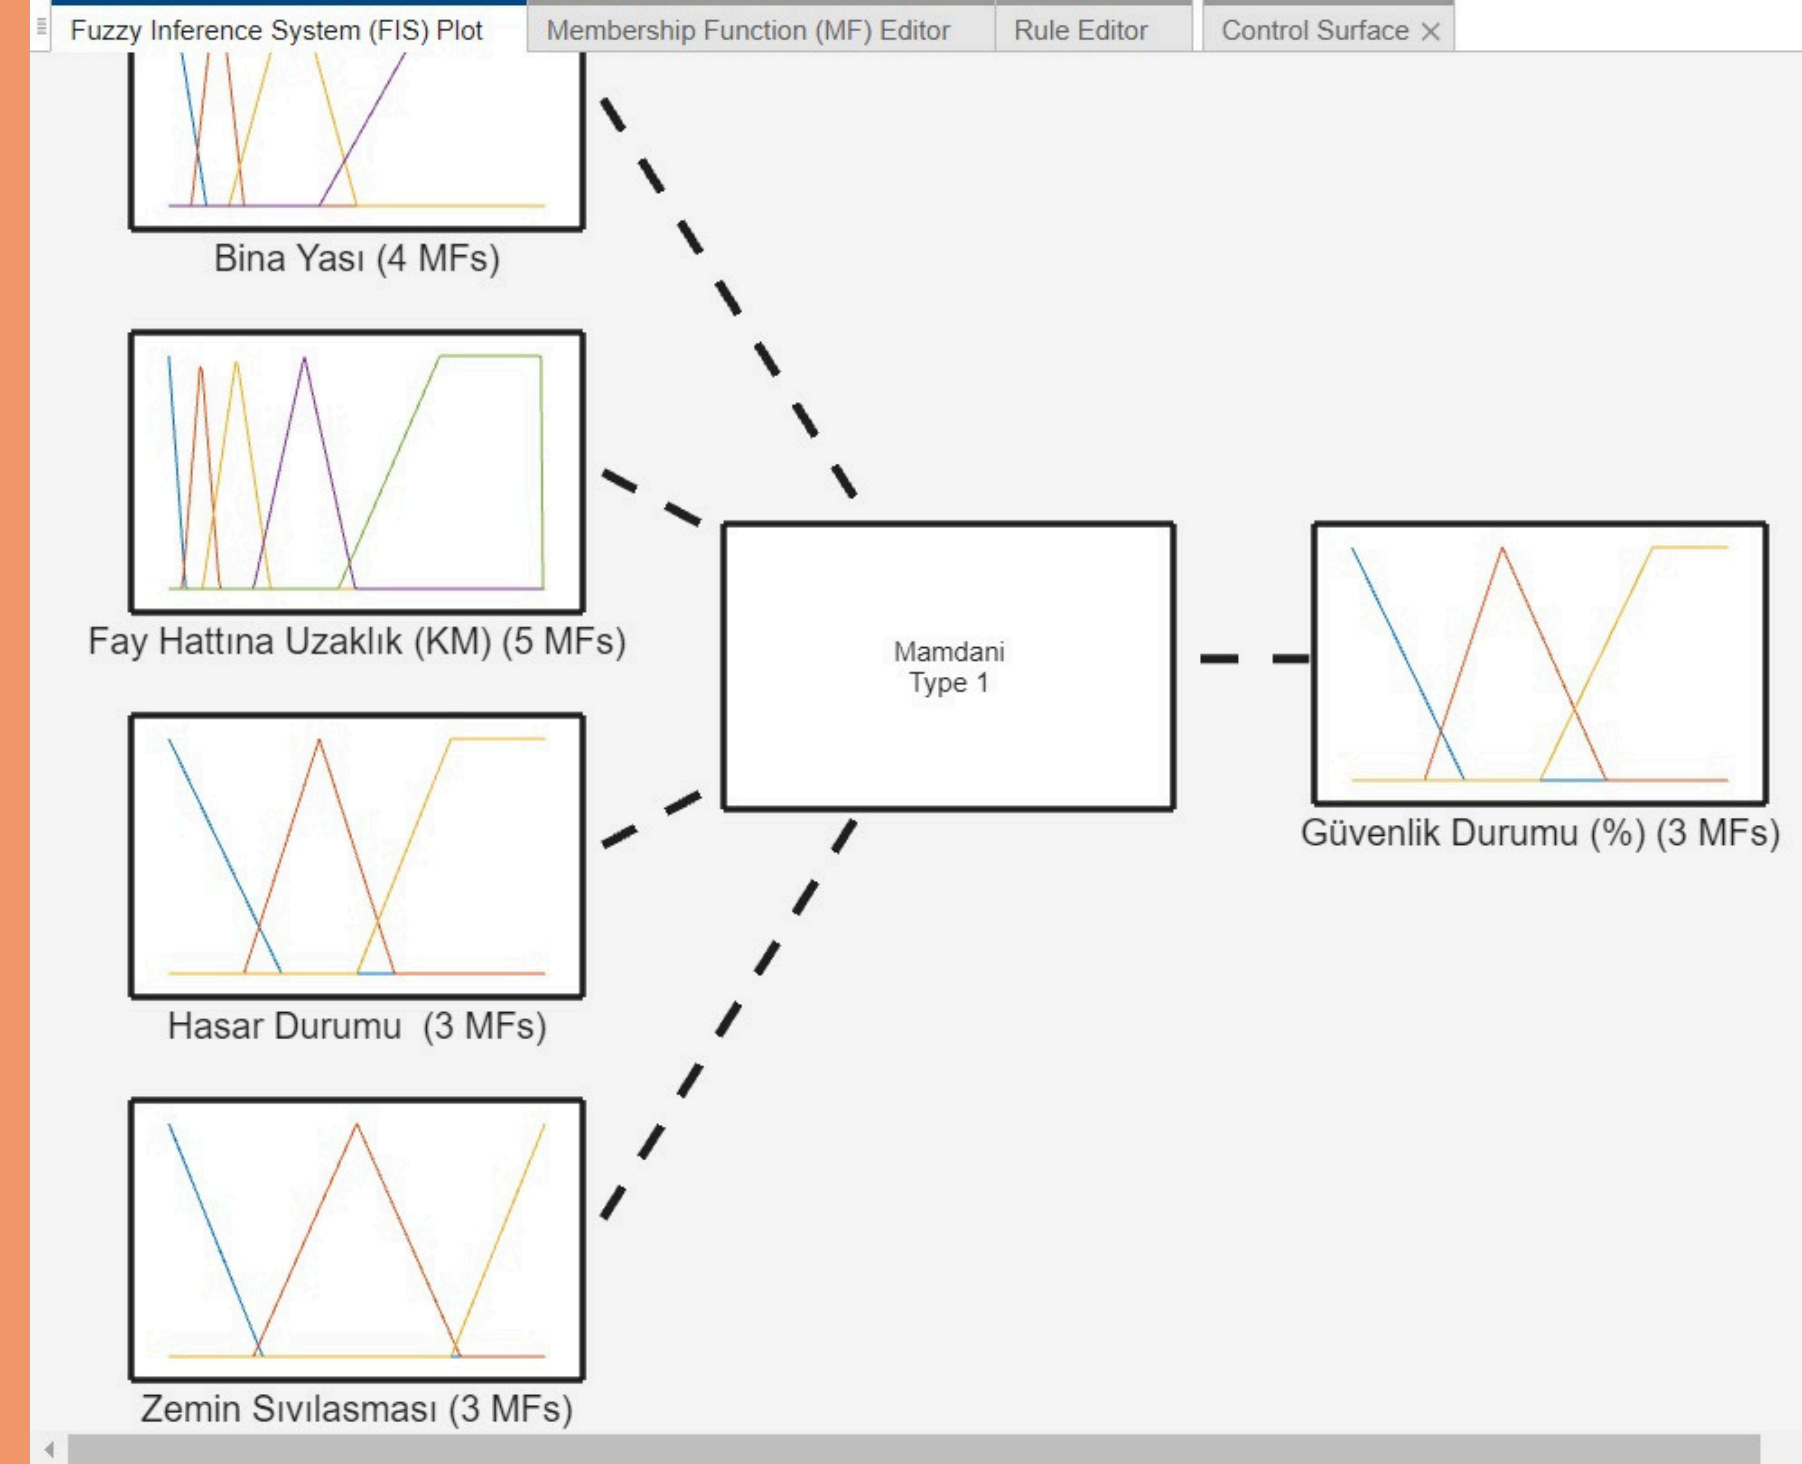 Fuzzy Inference System (FIS) Plot
Membership Function (MF) Editor
Rule Editor
Control Surface
Bina Yası (4 MFs)
Fay Hattına Uzaklık (KM) (5 MFs)
Mamdani
Type 1
Güvenlik Durumu (%) (3 MFs)
Hasar Durumu (3 MFs)
Zemin Sıvılasması (3 MFs)